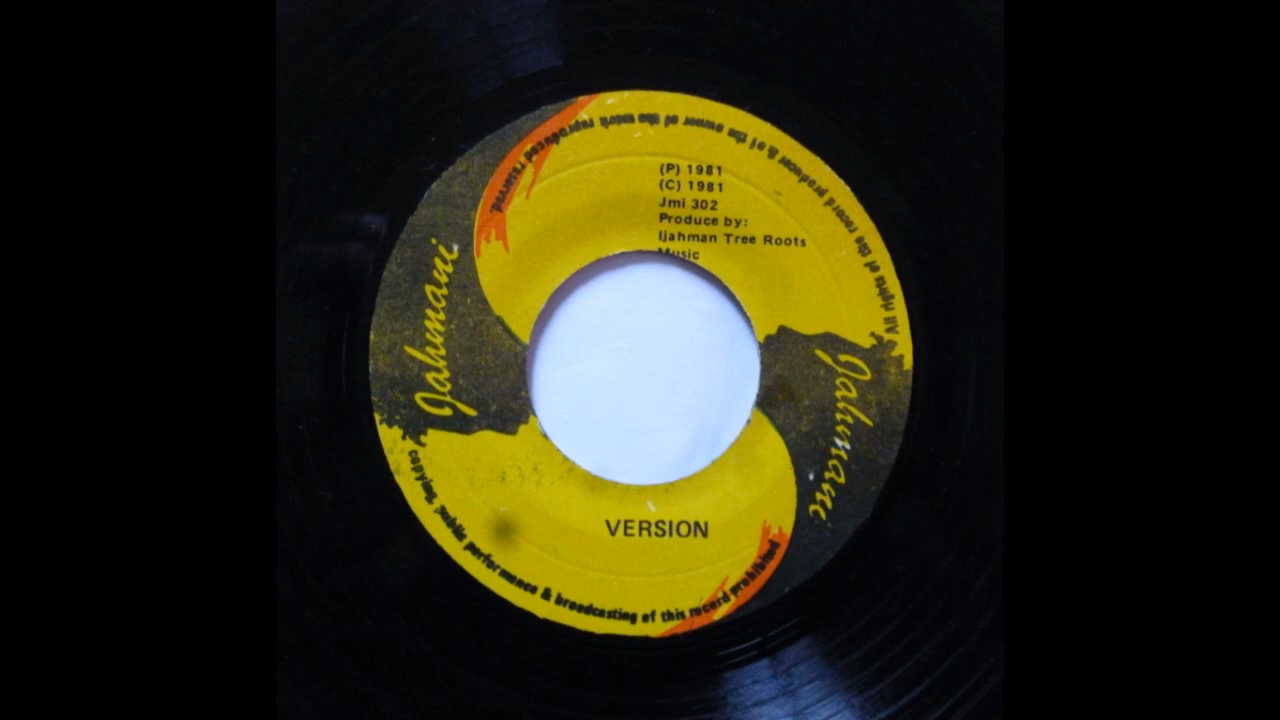 All rights of the record producer & of the owner of the work reproduced reserved,
(P) 1981
(C) 1981
Jmi 302
Produce by:
Ijahman Tree Roots
Music
Jahmani
Jahmani
VERSION
copying, public performance & broadcasting of this record prohibited